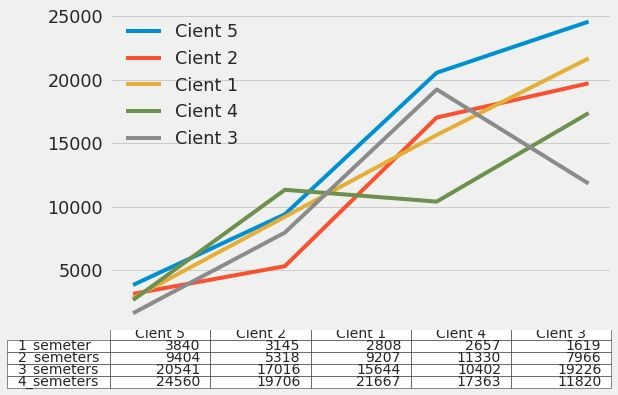 25000
20000
15000
10000
5000
Cient 5
Cient 2
Cient 1
Cient 4
Cient 3
Cient 5 Cient 2 Cient 1 Cient 4 Cient 3
1_semeter 3840 3145 2808 2657 1619
2_semeters 9404 5318 9207 11330 7966
3_semeters 20541 17016 15644 10402 19226
4_semeters 24560 19706 21667 17363 11820